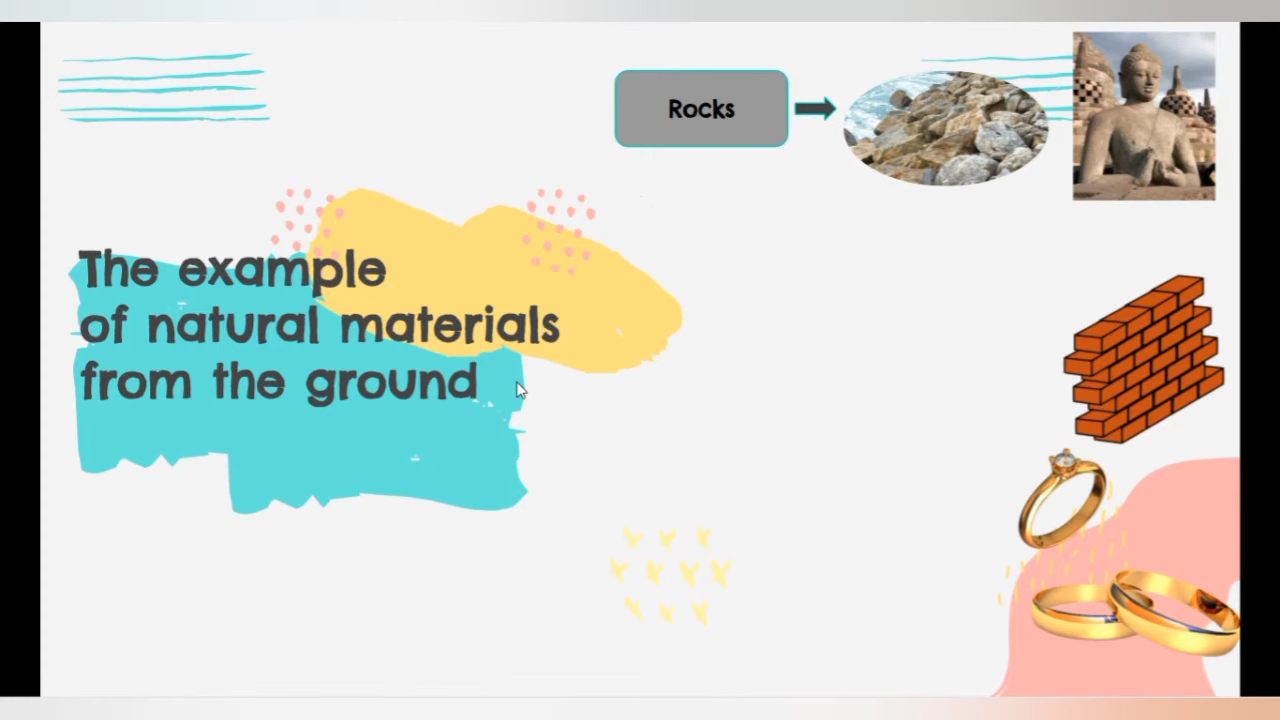 Rocks
The example
of natural materials
from the ground